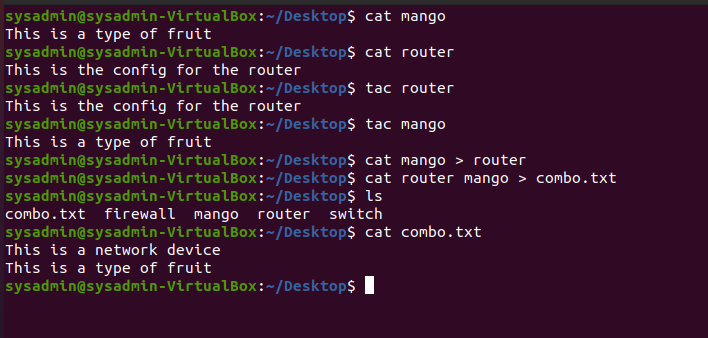 sysadmin@sysadmin-VirtualBox:~/Desktop$ cat mango
This is a type of fruit
sysadmin@sysadmin-VirtualBox:~/Desktop$ cat router
This is the config for the router
sysadmin@sysadmin-VirtualBox:~/Desktop$ tac router
This is the config for the router
sysadmin@sysadmin-VirtualBox:~/Desktop$ tac mango
This is a type of fruit
sysadmin@sysadmin-VirtualBox:~/Desktop$ cat mango > router
sysadmin@sysadmin-VirtualBox:~/Desktop$ cat router mango > combo.txt
sysadmin@sysadmin-VirtualBox:~/Desktop$ ls
combo.txt  firewall  mango  router  switch
sysadmin@sysadmin-VirtualBox:~/Desktop$ cat combo.txt
This is a network device
This is a type of fruit
sysadmin@sysadmin-VirtualBox:~/Desktop$